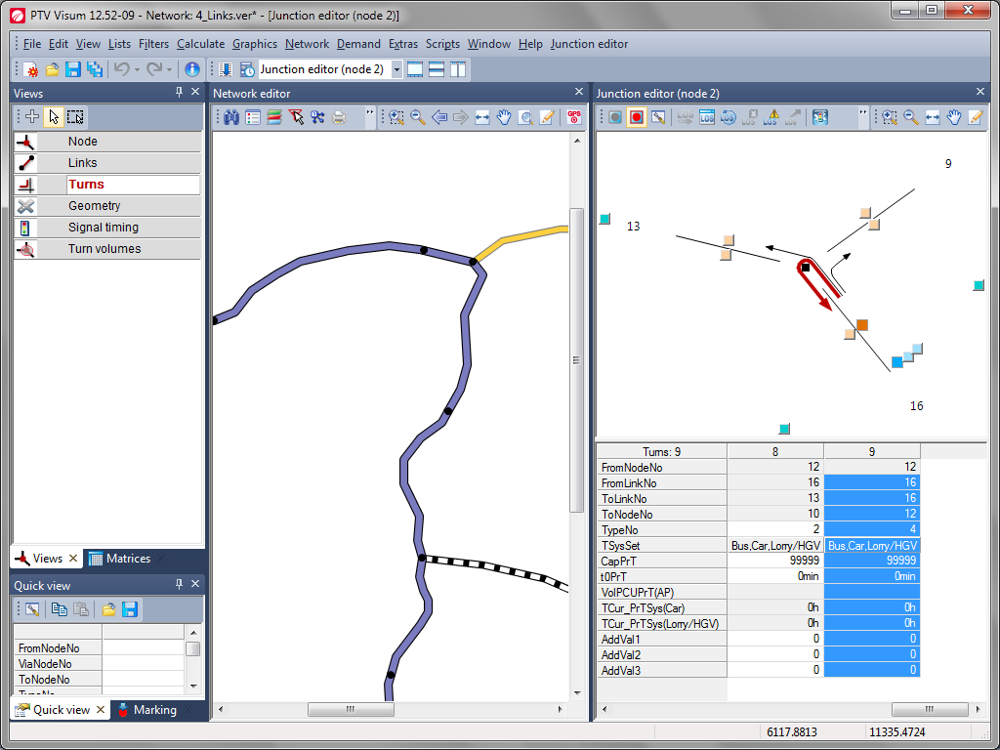 PTV Visum 12.52-09 - Network: 4_Links.ver* - [Junction editor (node 2)]
File Edit View Lists Filters Calculate Graphics Network Demand Extras Scripts Window Help Junction editor
Junction editor (node 2)
Views
Node
Links
Turns
Geometry
Signal timing
Turn volumes
Views Matrices
Quick view
FromNodeNo
ViaNodeNo
ToNodeNo
TypeNo
Quick view Marking
Network editor
GPS
Junction editor (node 2)
LOS LOS
9
13
16
Turns: 9 8 9
FromNodeNo 12 12
FromLinkNo 16 16
ToLinkNo 13 16
ToNodeNo 10 12
TypeNo 2 4
TSysSet Bus,Car,Lorry/HGV Bus,Car,Lorry/HGV
CapPrT 99999 99999
t0PrT 0min 0min
VolPCUPrT(AP)
TCur_PrTSys(Car) 0h 0h
TCur_PrTSys(Lorry/HGV) 0h 0h
AddVal1 0 0
AddVal2 0 0
AddVal3 0 0
6117.8813 11335.4724